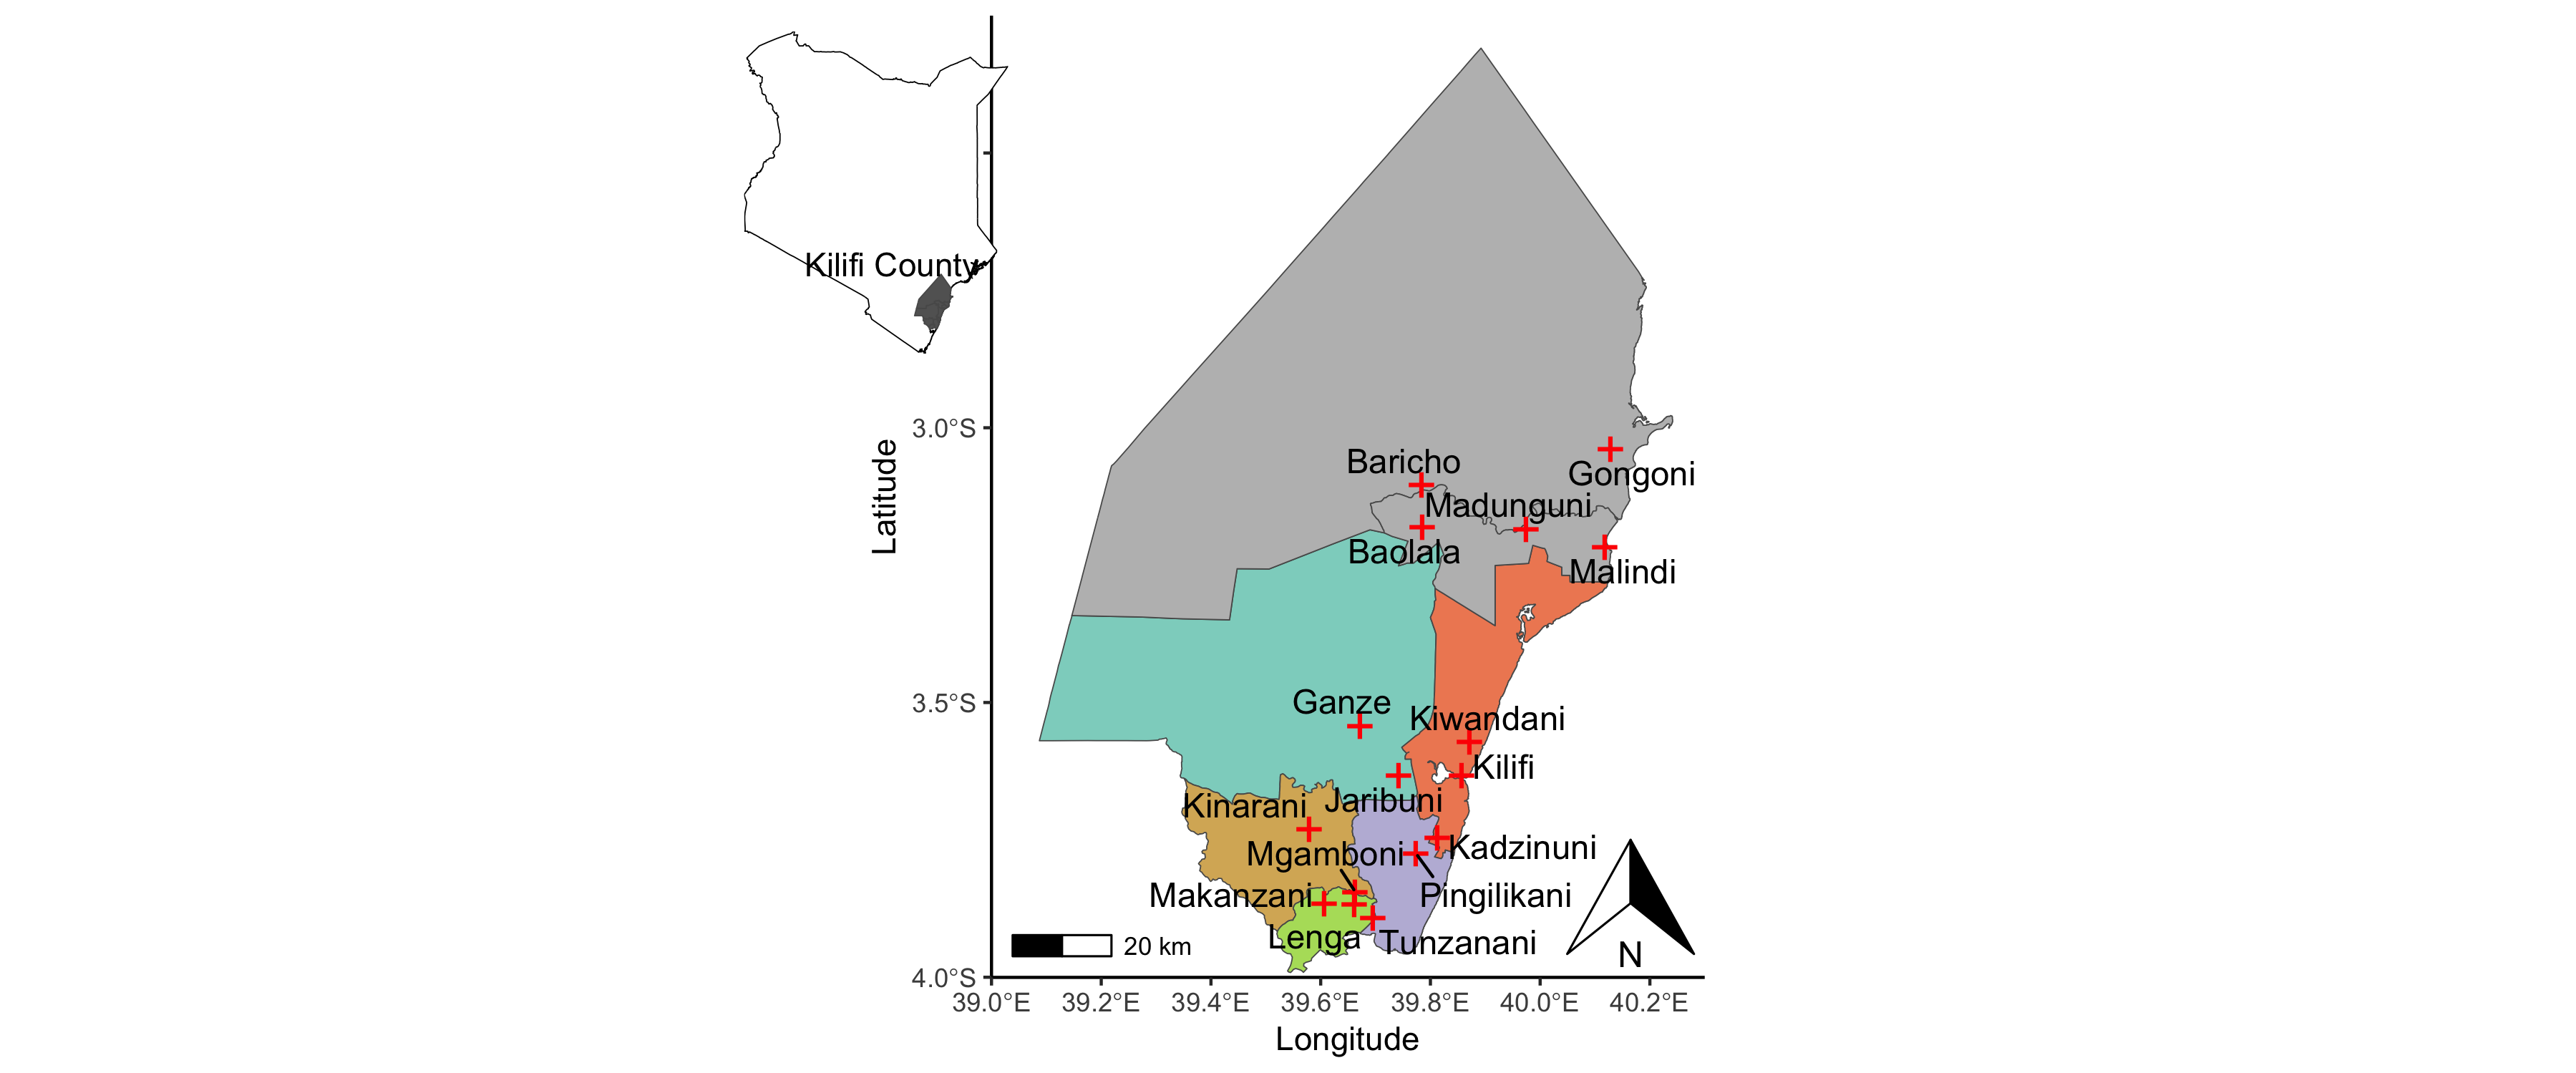 Kilifi County
3.0°S
3.5°S
4.0°S
Latitude
Baricho
Gongoni
Madunguni
Baolala
Malindi
Ganze
Kiwandani
Kilifi
Kinarani
Jaribuni
Mgamboni
Kadzinuni
Makanzani
Pingilikani
Lenga
Tunzanani
20 km
N
39.0°E
39.2°E
39.4°E
39.6°E
39.8°E
40.0°E
40.2°E
Longitude